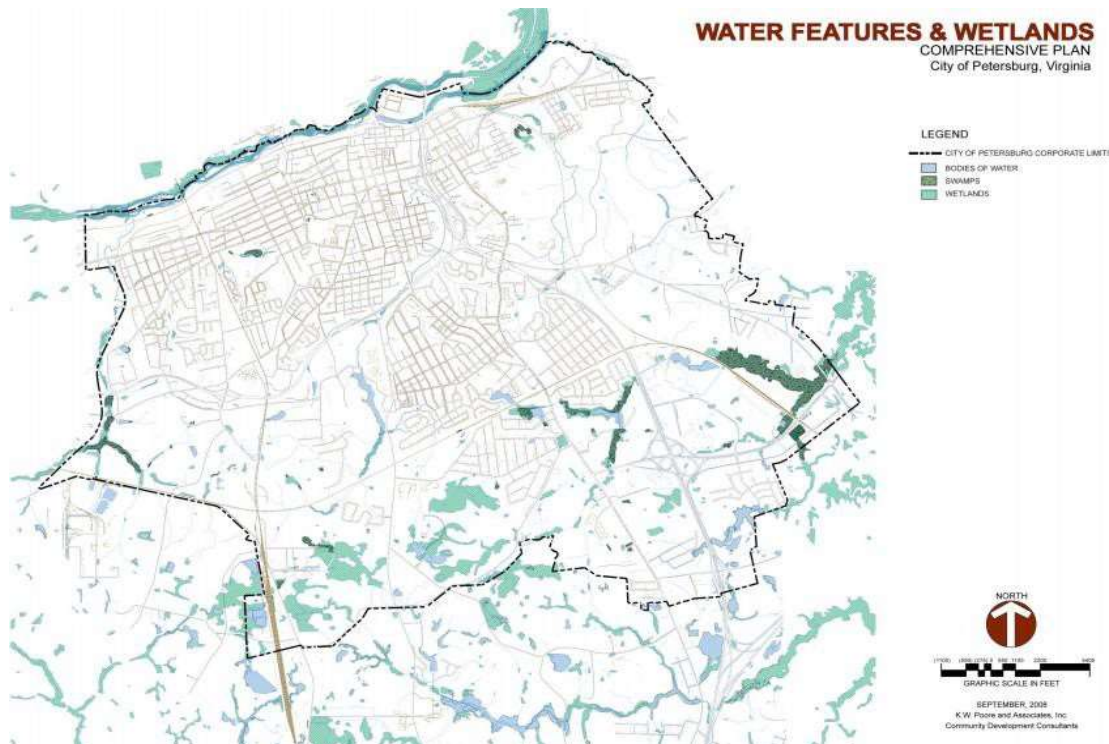 WATER FEATURES & WETLANDS
COMPREHENSIVE PLAN
City of Petersburg, Virginia
LEGEND
CITY OF PETERSBURG CORPORATE LIMIT
BODIES OF WATER
SWAMPS
WETLANDS
NORTH
GRAPHIC SCALE IN FEET
SEPTEMBER, 2008
K.W. Poore and Associates, Inc.
Community Development Consultants